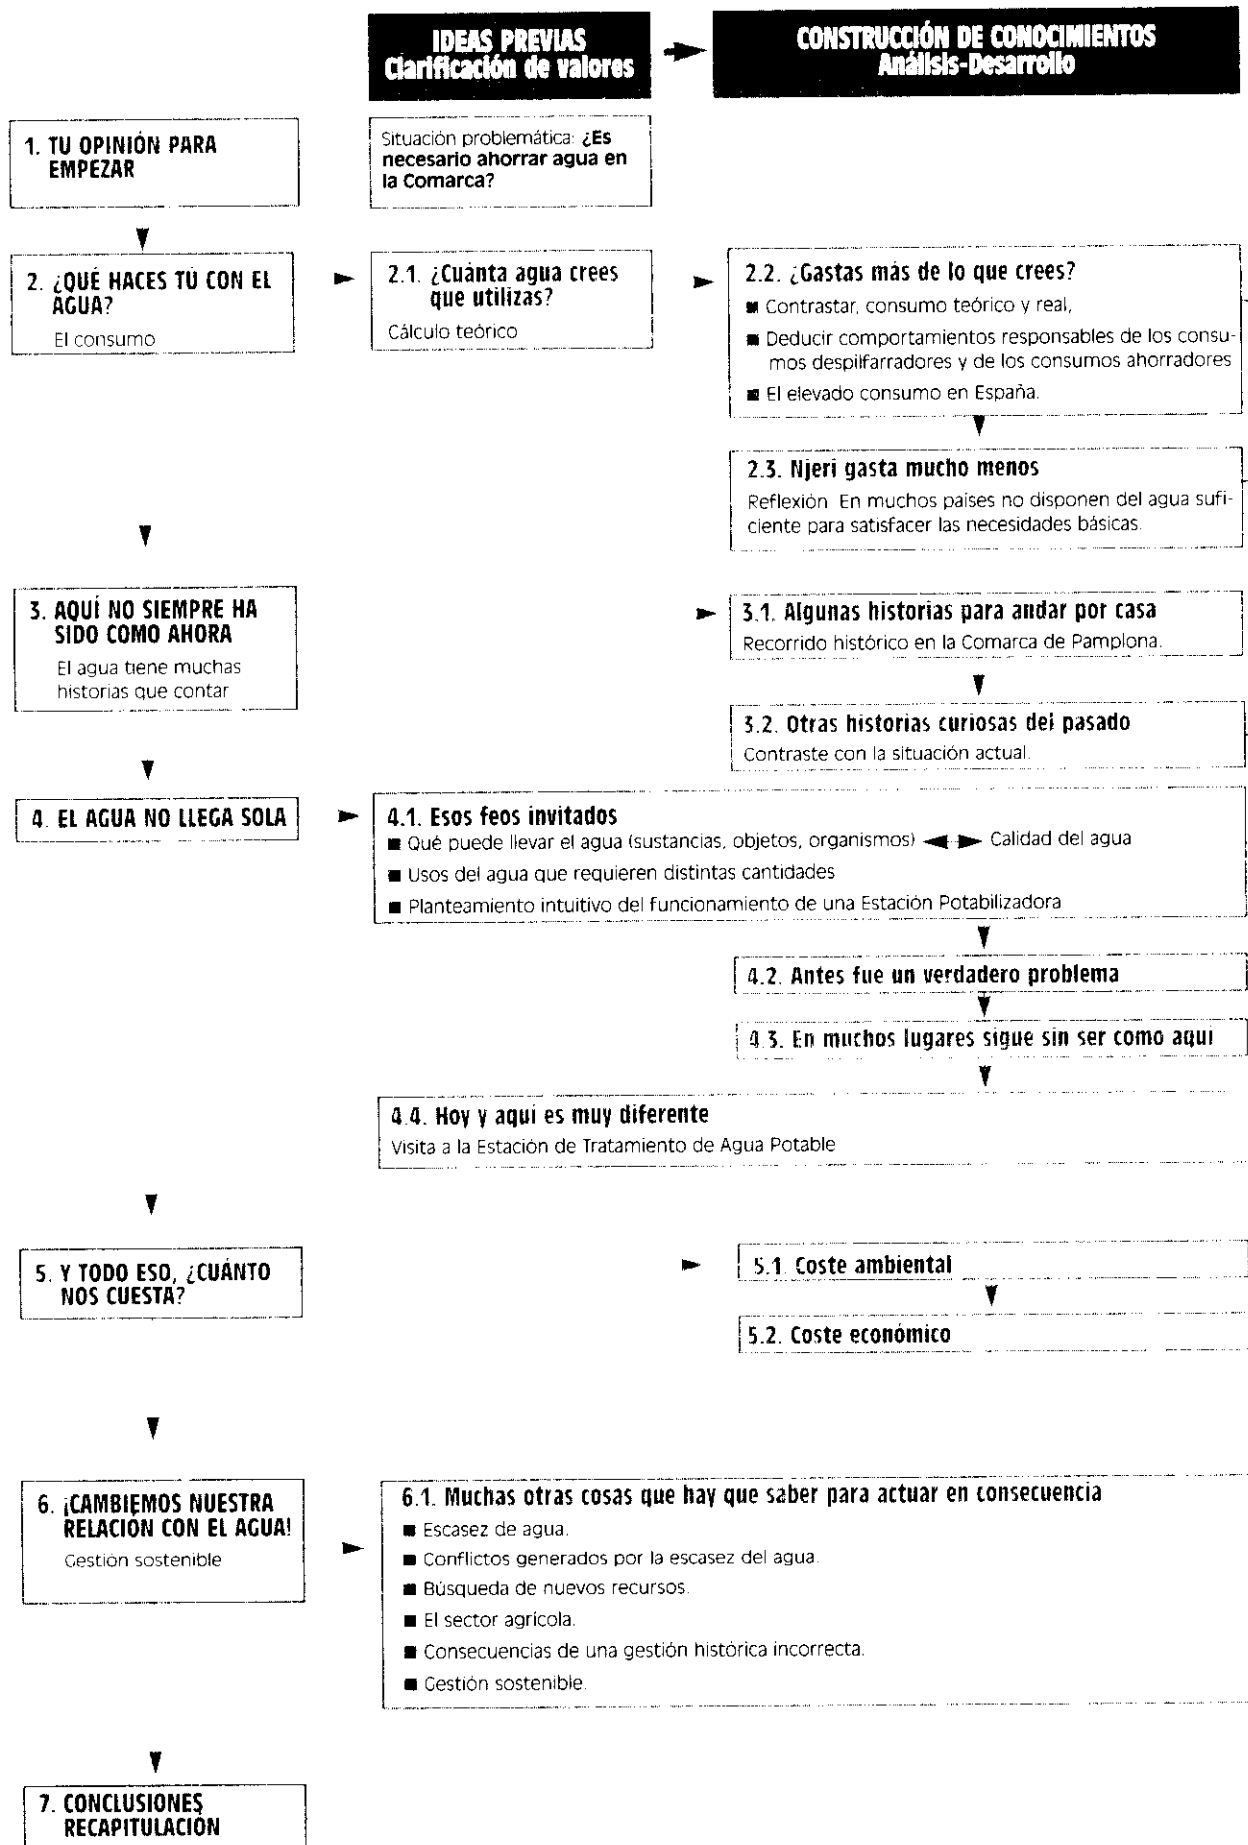 IDEAS PREVIAS
Clarificación de valores
CONSTRUCCIÓN DE CONOCIMIENTOS
Análisis-Desarrollo
1. TU OPINIÓN PARA
EMPEZAR
Situación problemática: ¿Es
necesario ahorrar agua en
la Comarca?
2. ¿QUÉ HACES TÚ CON EL
AGUA?
El consumo
2.1. ¿Cuánta agua crees
que utilizas?
Cálculo teórico
2.2. ¿Gastas más de lo que crees?
■ Contrastar, consumo teórico y real,
■ Deducir comportamientos responsables de los consu-
mos despilfarradores y de los consumos ahorradores
■ El elevado consumo en España.
2.3. Njeri gasta mucho menos
Reflexión. En muchos países no disponen del agua sufi-
ciente para satisfacer las necesidades básicas.
3. AQUÍ NO SIEMPRE HA
SIDO COMO AHORA
El agua tiene muchas
historias que contar
3.1. Algunas historias para andar por casa
Recorrido histórico en la Comarca de Pamplona.
3.2. Otras historias curiosas del pasado
Contraste con la situación actual.
4. EL AGUA NO LLEGA SOLA
4.1. Esos feos invitados
■ Qué puede llevar el agua (sustancias, objetos, organismos) ◄► Calidad del agua
■ Usos del agua que requieren distintas cantidades
■ Planteamiento intuitivo del funcionamiento de una Estación Potabilizadora
4.2. Antes fue un verdadero problema
4.3. En muchos lugares sigue sin ser como aquí
4.4. Hoy y aquí es muy diferente
Visita a la Estación de Tratamiento de Agua Potable
5. Y TODO ESO, ¿CUÁNTO
NOS CUESTA?
5.1. Coste ambiental
5.2. Coste económico
6. ¡CAMBIEMOS NUESTRA
RELACIÓN CON EL AGUA!
Gestión sostenible
6.1. Muchas otras cosas que hay que saber para actuar en consecuencia
■ Escasez de agua.
■ Conflictos generados por la escasez del agua.
■ Búsqueda de nuevos recursos.
■ El sector agrícola.
■ Consecuencias de una gestión histórica incorrecta.
■ Gestión sostenible.
7. CONCLUSIONES
RECAPITULACIÓN